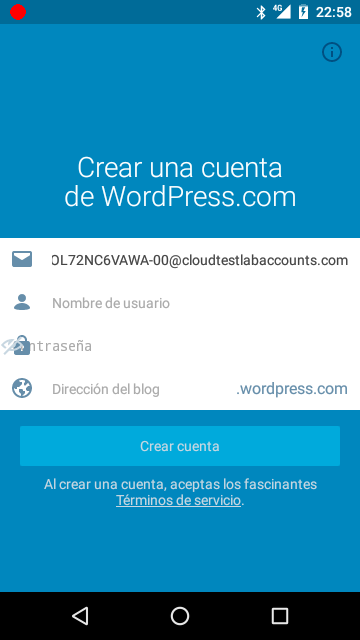 4G 22:58
Crear una cuenta
de WordPress.com
OL72NC6VAWA-00@cloudtestlabaccounts.com
Nombre de usuario
ntraseña
Dirección del blog .wordpress.com
Crear cuenta
Al crear una cuenta, aceptas los fascinantes
Términos de servicio.